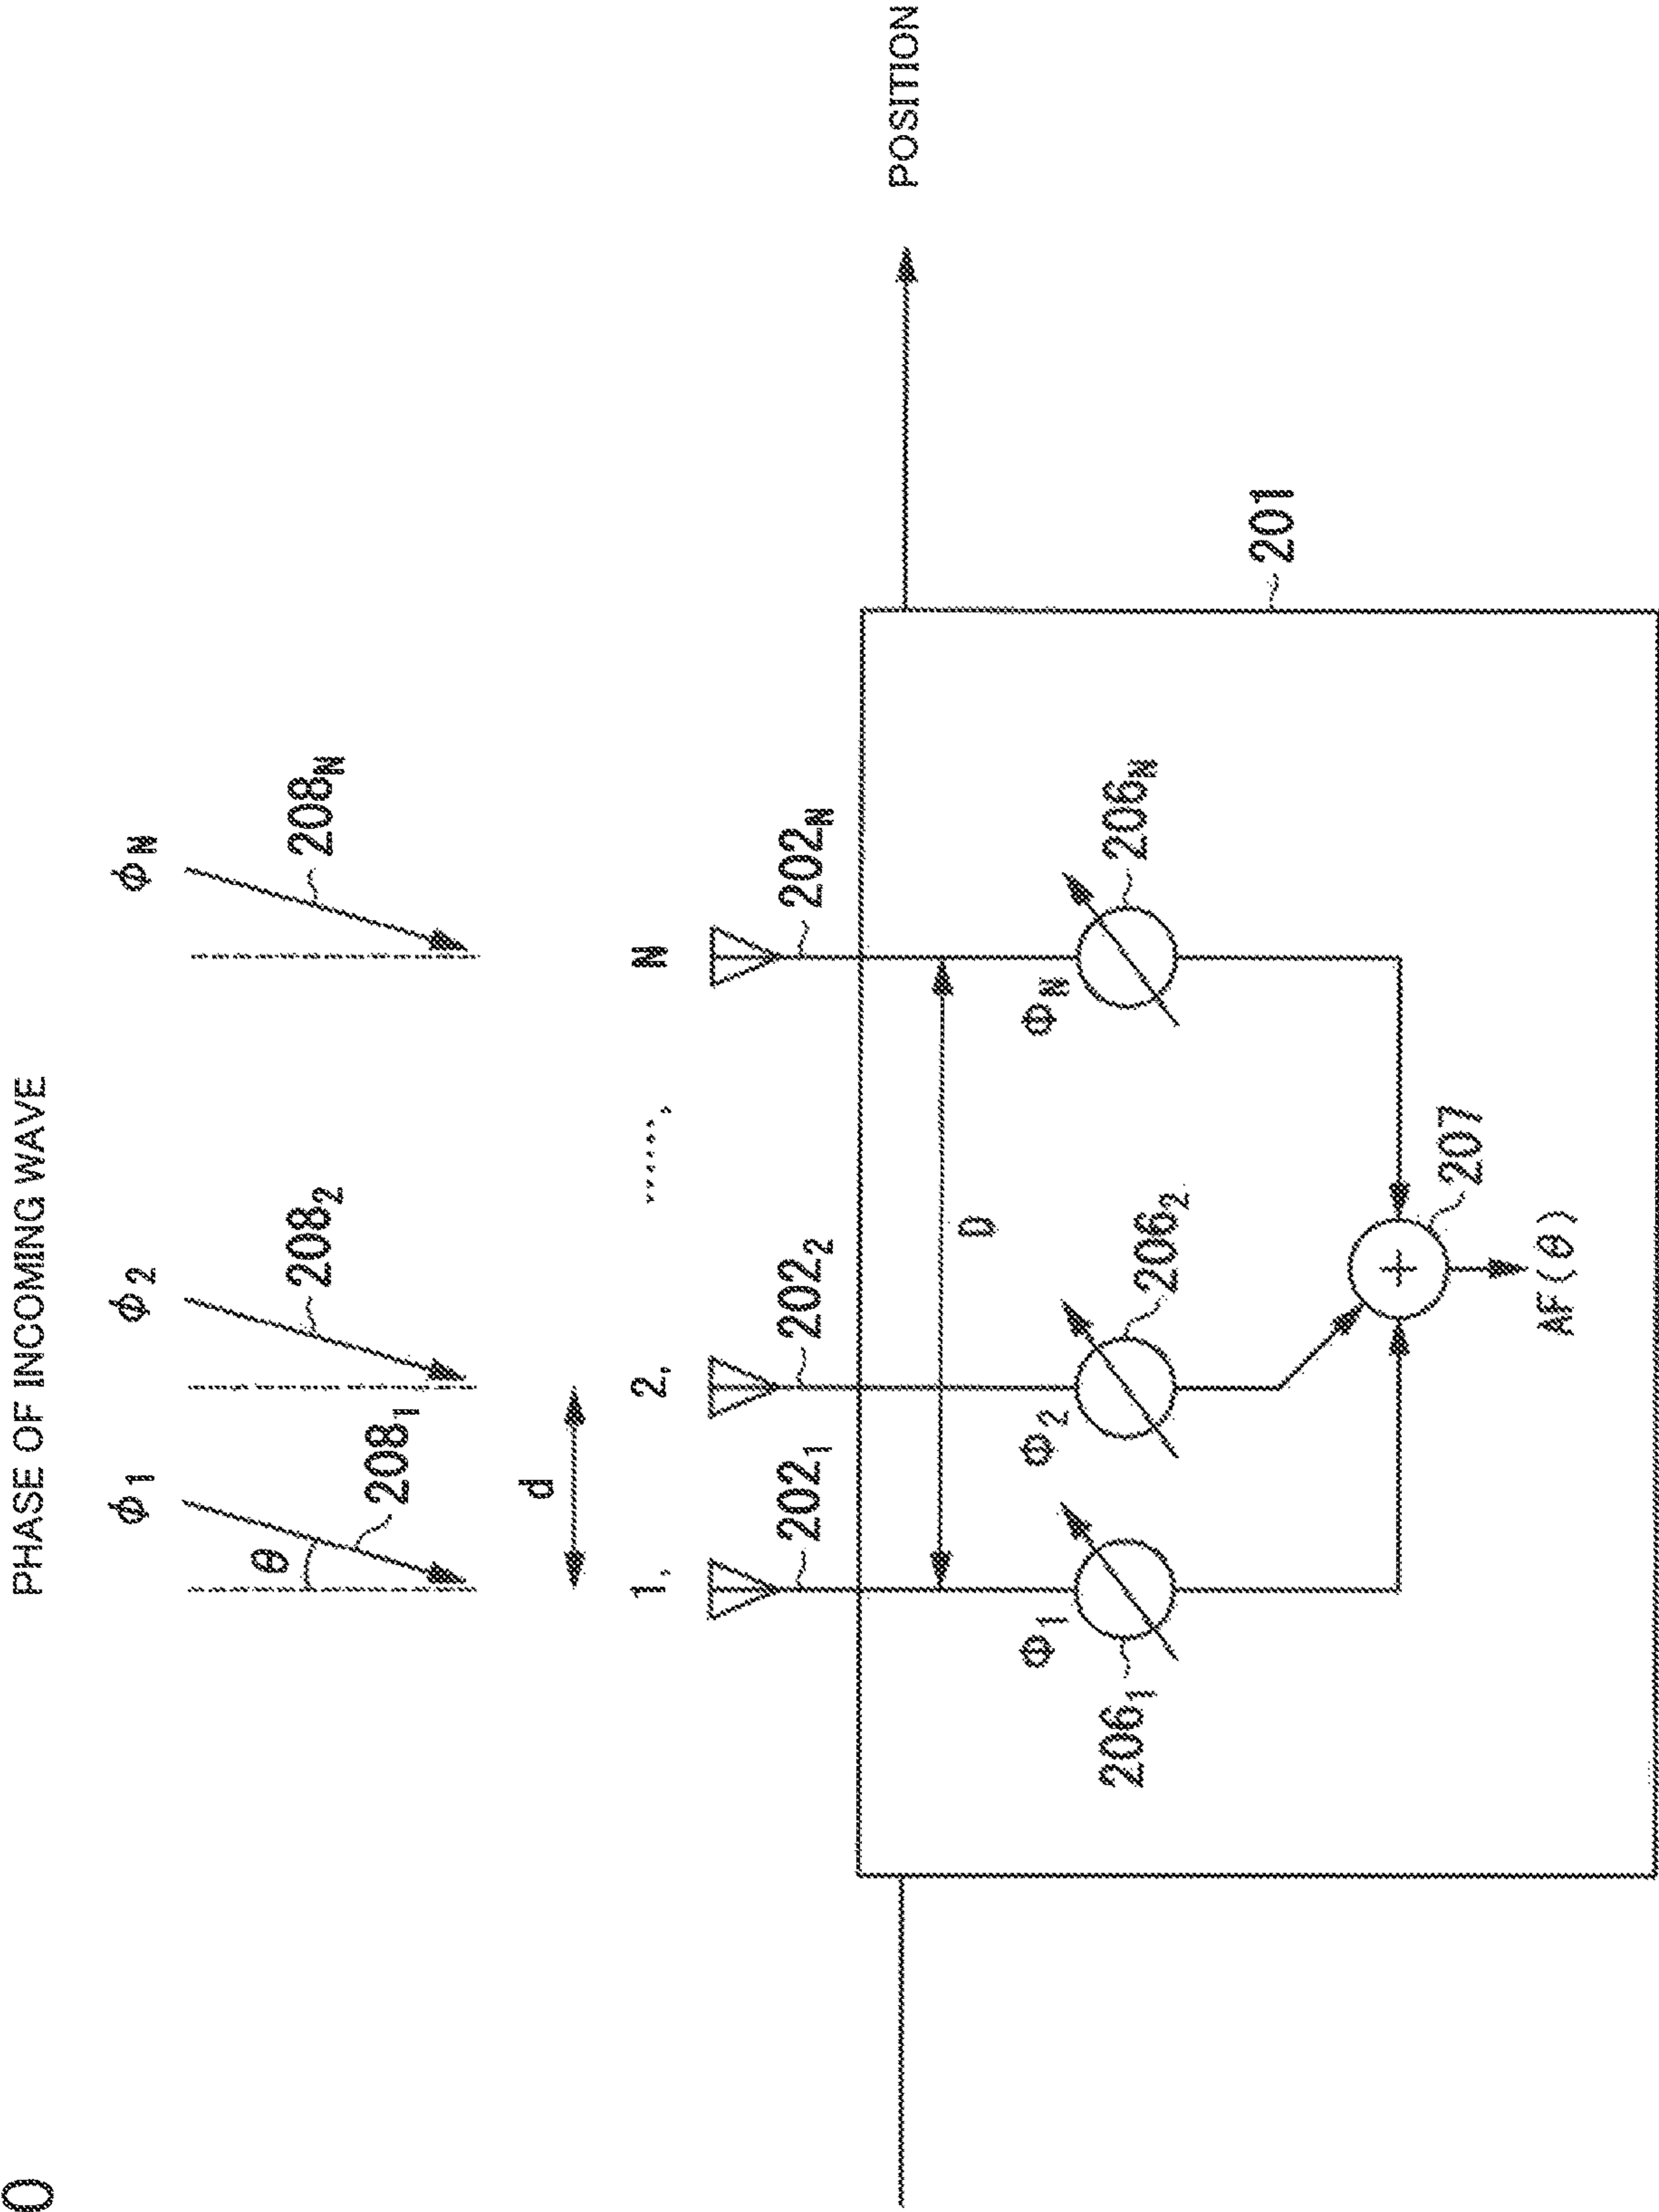 0
PHASE OF INCOMING WAVE
ϕ1 ϕ2 ϕN
θ
208₁ 208₂ 208N
d
1, 2, ......, N
202₁ 202₂ 202N
POSITION
D
Φ1 Φ2 ΦN
206₁ 206₂ 206N
201
207
AF(θ)